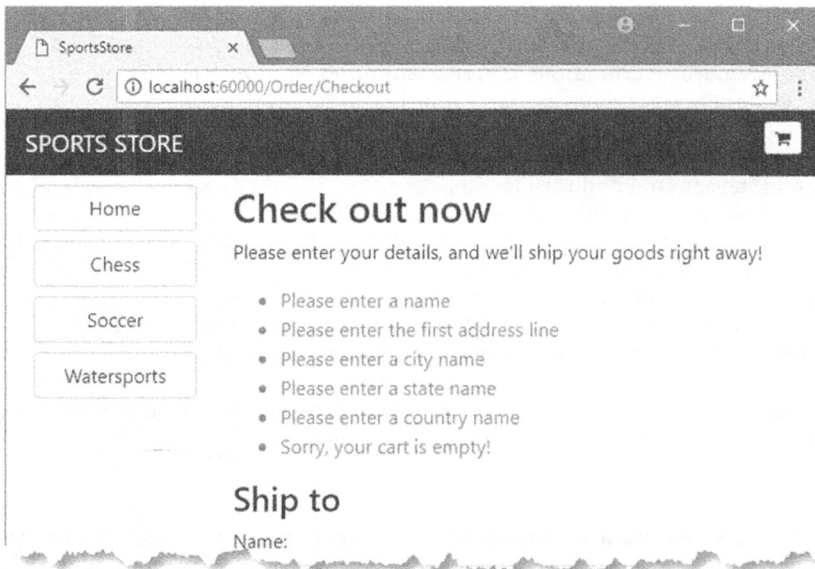 SportsStore
localhost:60000/Order/Checkout
SPORTS STORE
Home
Chess
Soccer
Watersports
Check out now
Please enter your details, and we'll ship your goods right away!
• Please enter a name
• Please enter the first address line
• Please enter a city name
• Please enter a state name
• Please enter a country name
• Sorry, your cart is empty!
Ship to
Name: